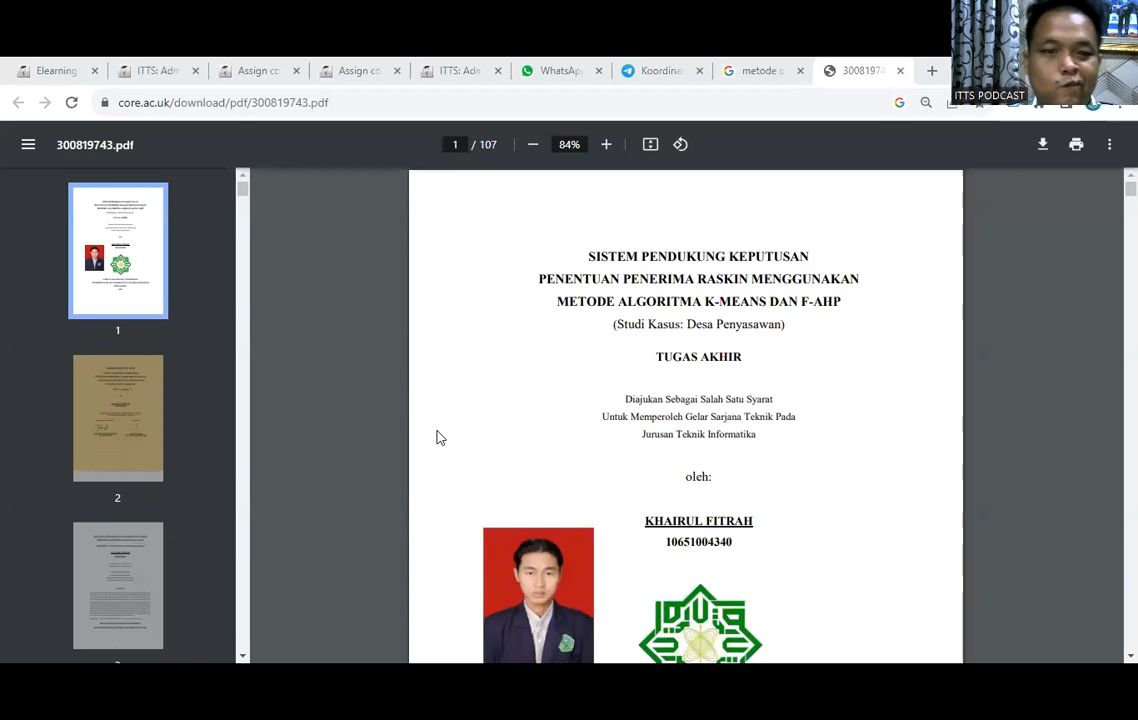 Elearning
ITTS: Adm
Assign co
Assign co
ITTS: Adm
WhatsApp
Koordinas
metode d
30081974
core.ac.uk/download/pdf/300819743.pdf
ITTS PODCAST
300819743.pdf
1 / 107
84%
SISTEM PENDUKUNG KEPUTUSAN
PENENTUAN PENERIMA RASKIN MENGGUNAKAN
METODE ALGORITMA K-MEANS DAN F-AHP
(Studi Kasus: Desa Penyasawan)
TUGAS AKHIR
Diajukan Sebagai Salah Satu Syarat
Untuk Memperoleh Gelar Sarjana Teknik Pada
Jurusan Teknik Informatika
oleh:
KHAIRUL FITRAH
10651004340
1
2